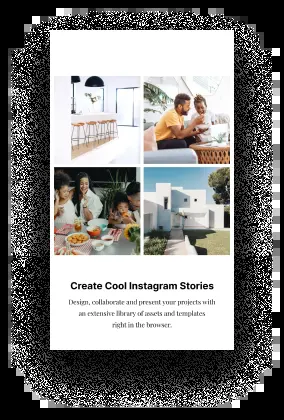 Create Cool Instagram Stories
Design, collaborate and present your projects with
an extensive library of assets and templates
right in the browser.